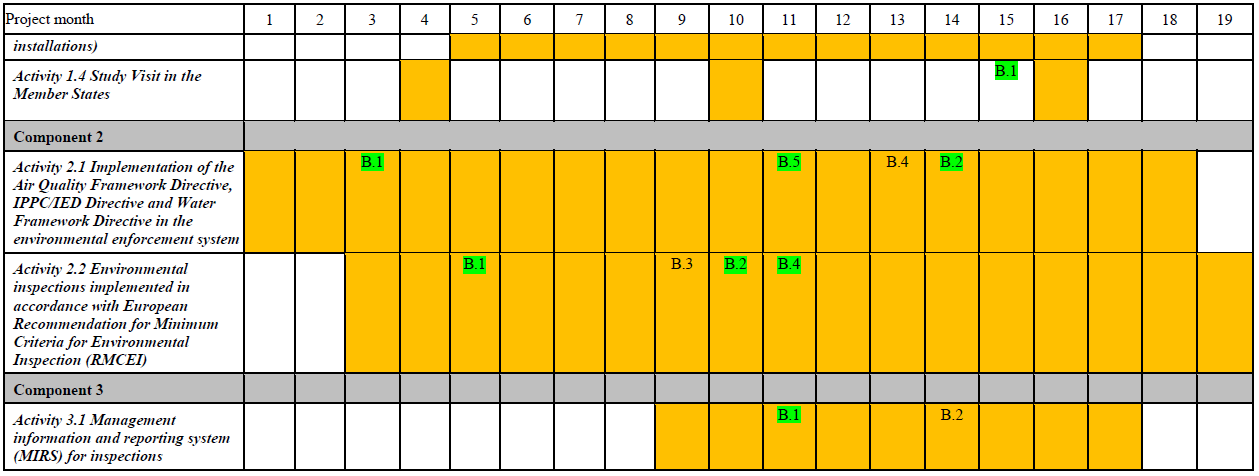 Project month 1 2 3 4 5 6 7 8 9 10 11 12 13 14 15 16 17 18 19
installations)
Activity 1.4 Study Visit in the
Member States
B.1
Component 2
Activity 2.1 Implementation of the
Air Quality Framework Directive,
IPPC/IED Directive and Water
Framework Directive in the
environmental enforcement system
B.1 B.5 B.4 B.2
Activity 2.2 Environmental
inspections implemented in
accordance with European
Recommendation for Minimum
Criteria for Environmental
Inspection (RMCEI)
B.1 B.3 B.2 B.4
Component 3
Activity 3.1 Management
information and reporting system
(MIRS) for inspections
B.1 B.2